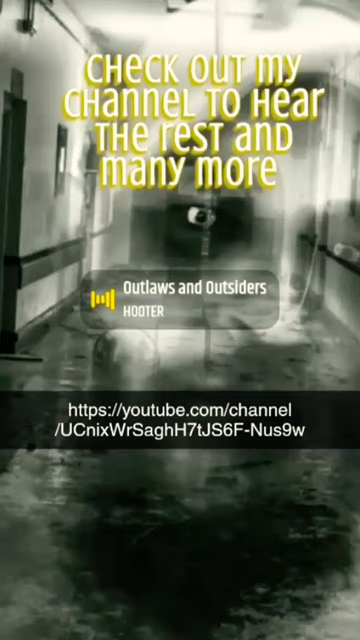 CHECK OUT MY
CHANNEL TO HEAR
THE REST AND
MANY MORE
Outlaws and Outsiders
HOOTER
https://youtube.com/channel
/UCnixWrSaghH7tJS6F-Nus9w